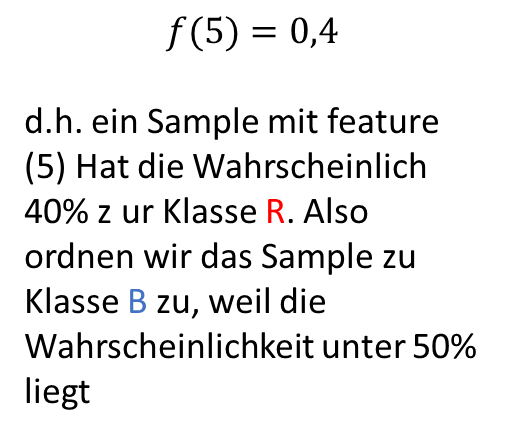 f(5) = 0,4
d.h. ein Sample mit feature
(5) Hat die Wahrscheinlich
40% z ur Klasse R. Also
ordnen wir das Sample zu
Klasse B zu, weil die
Wahrscheinlichkeit unter 50%
liegt